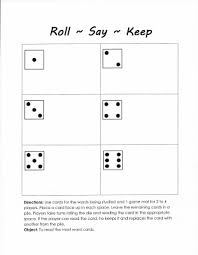 Roll ~ Say ~ Keep
Directions: Use cards for the words being studied and 1 game mat for 2 to 4
players. Place a card face up in each space. Leave the remaining cards in a
pile. Players take turns rolling the die and reading the card in the appropriate
space. If the player reads the card correctly, he keeps it and replaces the card with
another from the pile.
Object: To read the most word cards.